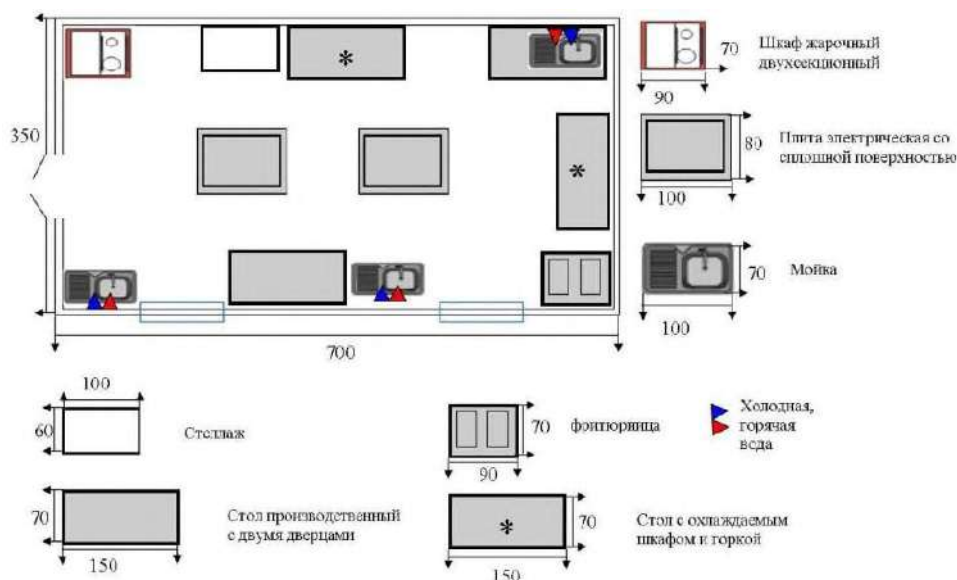 350
700
70
90
Шкаф жарочный
двухсекционный
80
100
Плита электрическая со
сплошной поверхностью
70
100
Мойка
100
60
Стеллаж
70
90
фритюрница
Холодная,
горячая
вода
70
150
Стол производственный
с двумя дверцами
*
70
150
Стол с охлаждаемым
шкафом и горкой
*
*